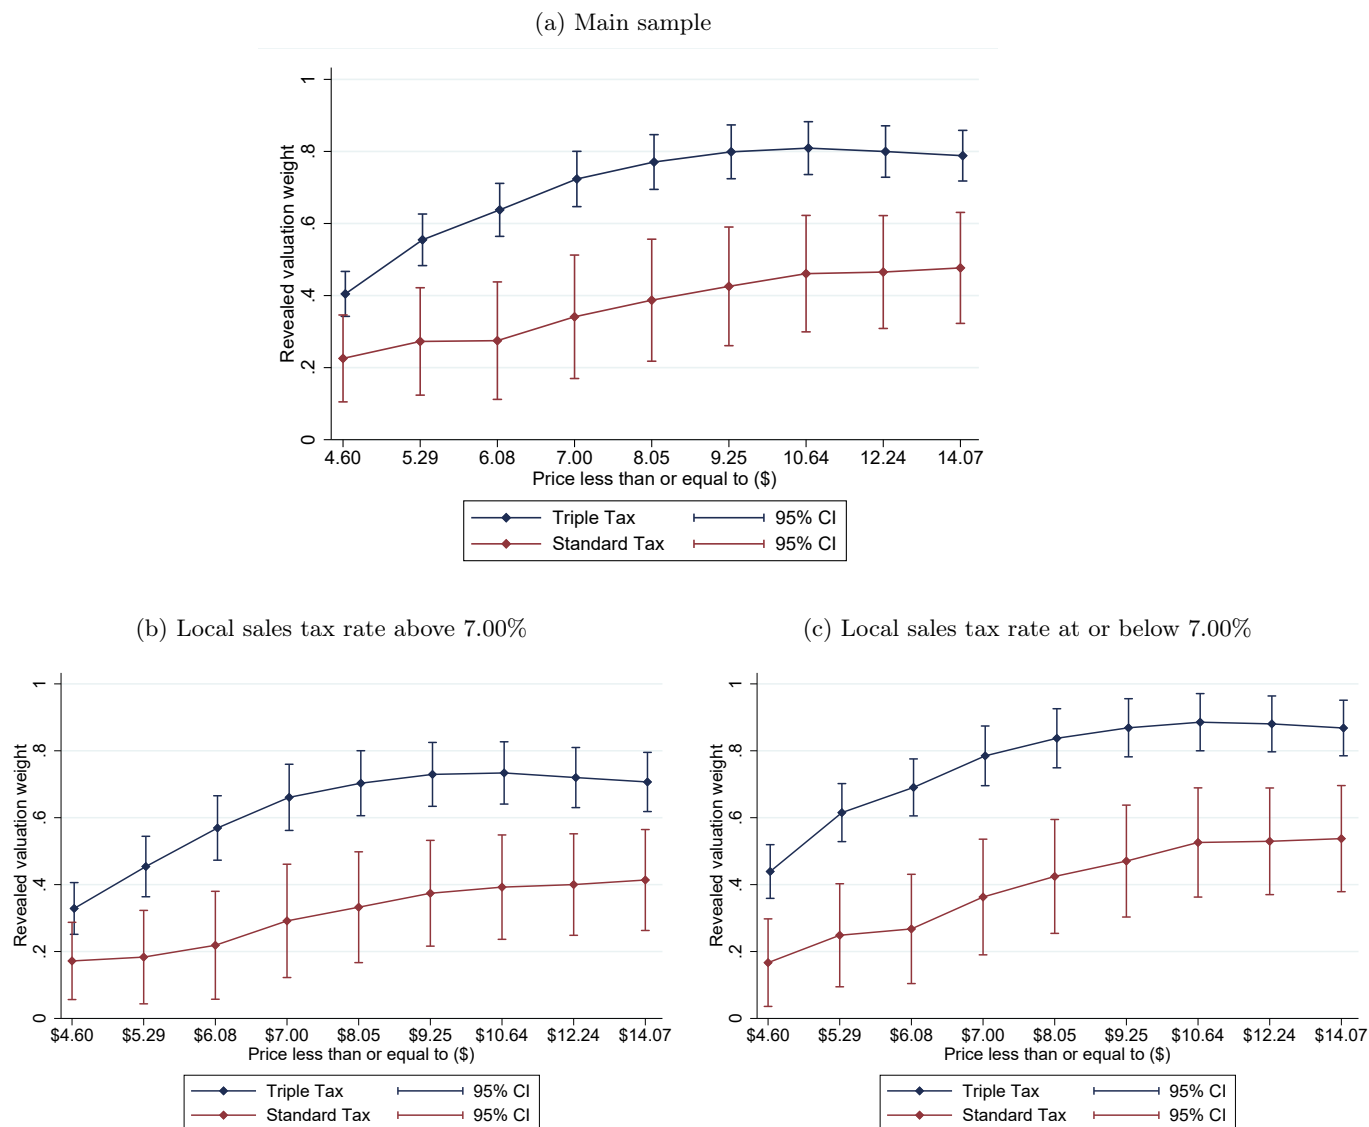 (a) Main sample
Revealed valuation weight
1
.8
.6
.4
.2
0
4.60 5.29 6.08 7.00 8.05 9.25 10.64 12.24 14.07
Price less than or equal to ($)
Triple Tax 95% CI
Standard Tax 95% CI
(b) Local sales tax rate above 7.00%
Revealed valuation weight
1
.8
.6
.4
.2
0
$4.60 $5.29 $6.08 $7.00 $8.05 $9.25 $10.64 $12.24 $14.07
Price less than or equal to ($)
Triple Tax 95% CI
Standard Tax 95% CI
(c) Local sales tax rate at or below 7.00%
Revealed valuation weight
1
.8
.6
.4
.2
0
$4.60 $5.29 $6.08 $7.00 $8.05 $9.25 $10.64 $12.24 $14.07
Price less than or equal to ($)
Triple Tax 95% CI
Standard Tax 95% CI